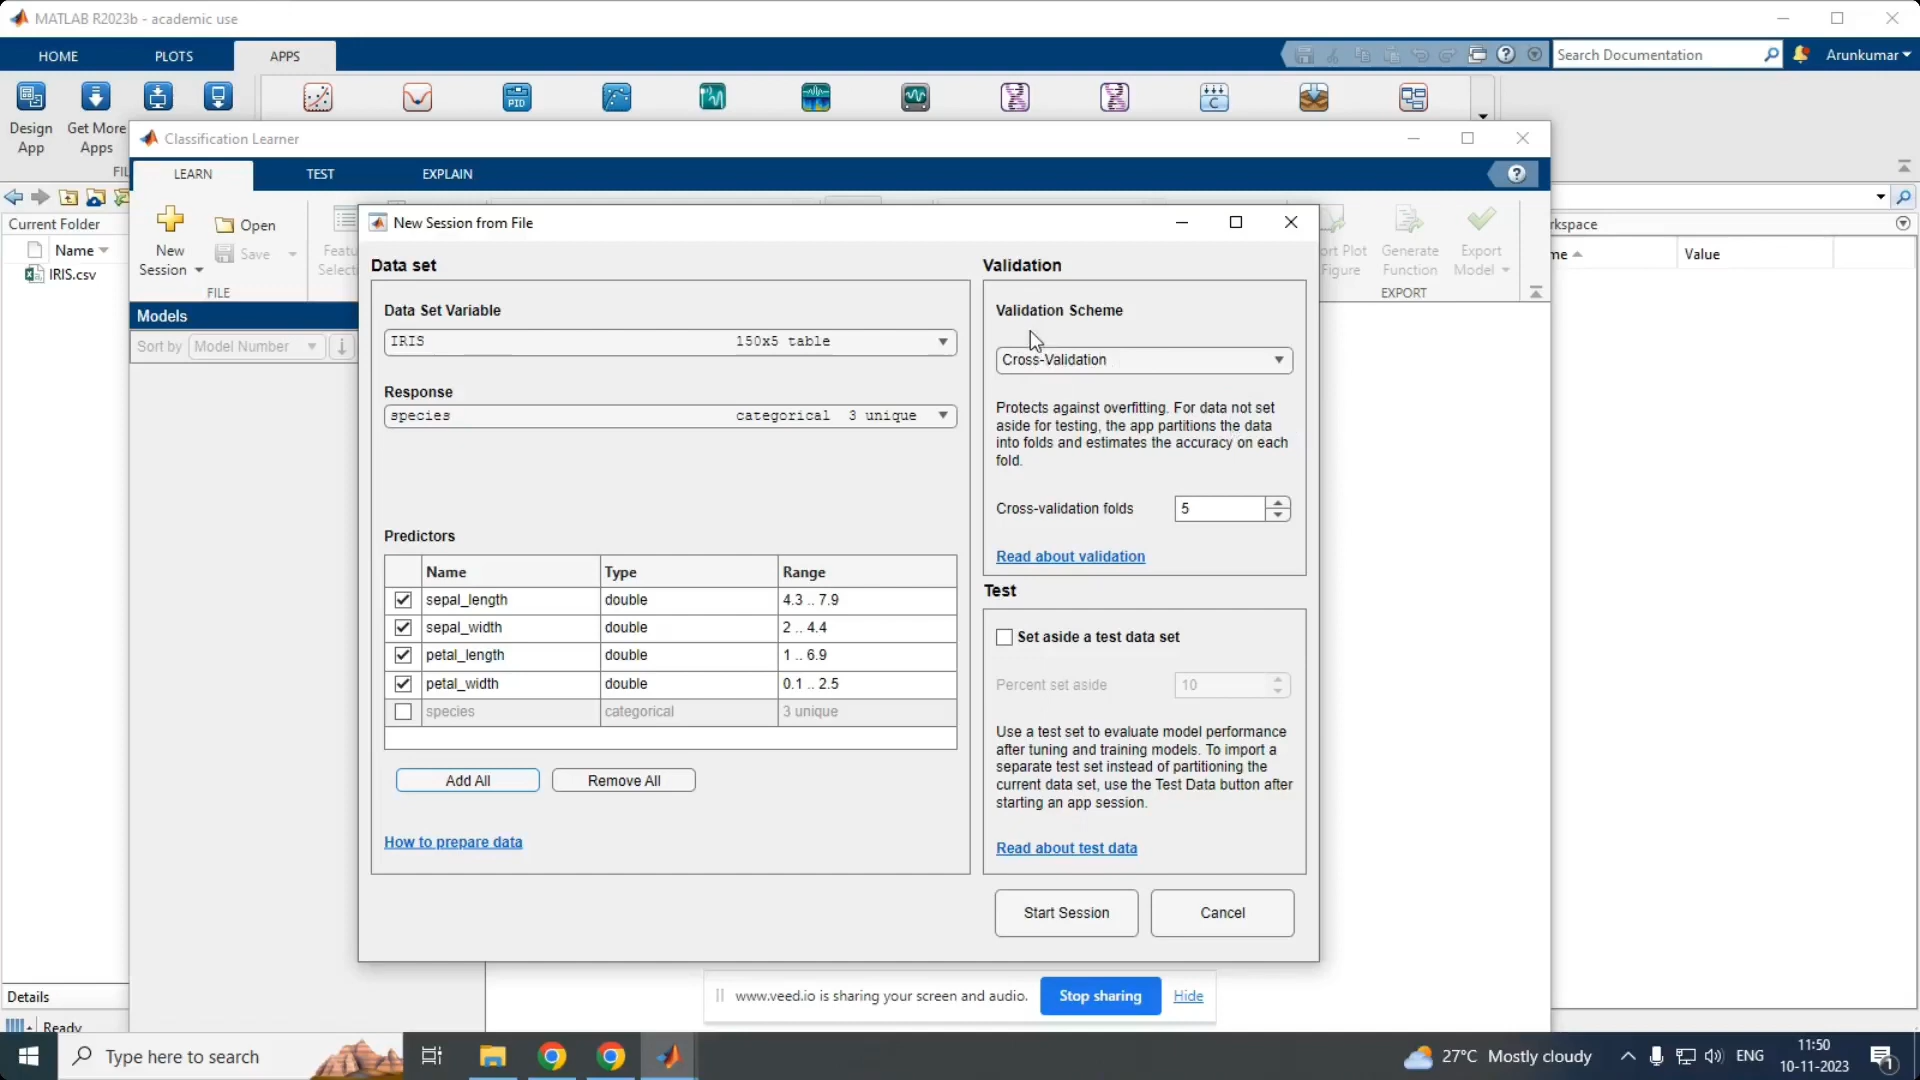 MATLAB R2023b - academic use
HOME
PLOTS
APPS
Search Documentation
Arunkumar
PID
C
Design
App
Get More
Apps
FIL
Classification Learner
LEARN
TEST
EXPLAIN
?
Current Folder
Name
IRIS.csv
New
Session
Open
Save
FILE
Featu
Select
ort Plot
Figure
Generate
Function
Export
Model
EXPORT
rkspace
me
Value
Models
Sort by
Model Number
New Session from File
Data set
Data Set Variable
IRIS 150x5 table
Response
species categorical 3 unique
Predictors
Name Type Range
sepal_length double 4.3 .. 7.9
sepal_width double 2 .. 4.4
petal_length double 1 .. 6.9
petal_width double 0.1 .. 2.5
species categorical 3 unique
Add All
Remove All
How to prepare data
Validation
Validation Scheme
Cross-Validation
Protects against overfitting. For data not set
aside for testing, the app partitions the data
into folds and estimates the accuracy on each
fold.
Cross-validation folds 5
Read about validation
Test
Set aside a test data set
Percent set aside 10
Use a test set to evaluate model performance
after tuning and training models. To import a
separate test set instead of partitioning the
current data set, use the Test Data button after
starting an app session.
Read about test data
Start Session
Cancel
Details
Ready
www.veed.io is sharing your screen and audio.
Stop sharing
Hide
Type here to search
27°C Mostly cloudy
ENG
11:50
10-11-2023
1